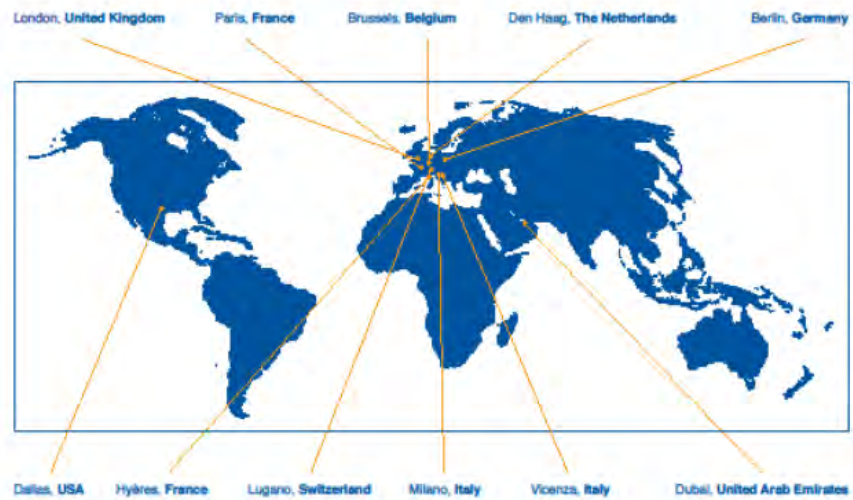 London, United Kingdom
Paris, France
Brussels, Belgium
Den Haag, The Netherlands
Berlin, Germany
Dallas, USA
Hyères, France
Lugano, Switzerland
Milano, Italy
Vicenza, Italy
Dubai, United Arab Emirates